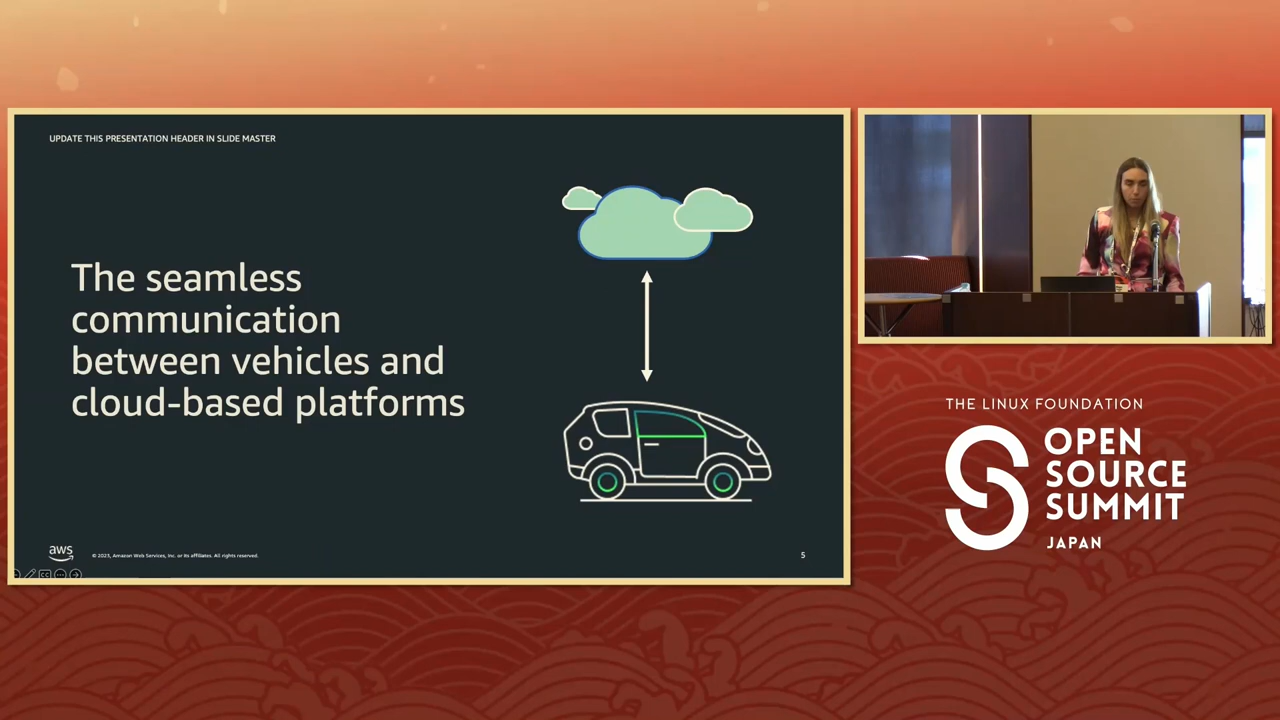 UPDATE THIS PRESENTATION HEADER IN SLIDE MASTER
The seamless
communication
between vehicles and
cloud-based platforms
aws
© 2023, Amazon Web Services, Inc. or its affiliates. All rights reserved.
5
THE LINUX FOUNDATION
OPEN
SOURCE
SUMMIT
JAPAN